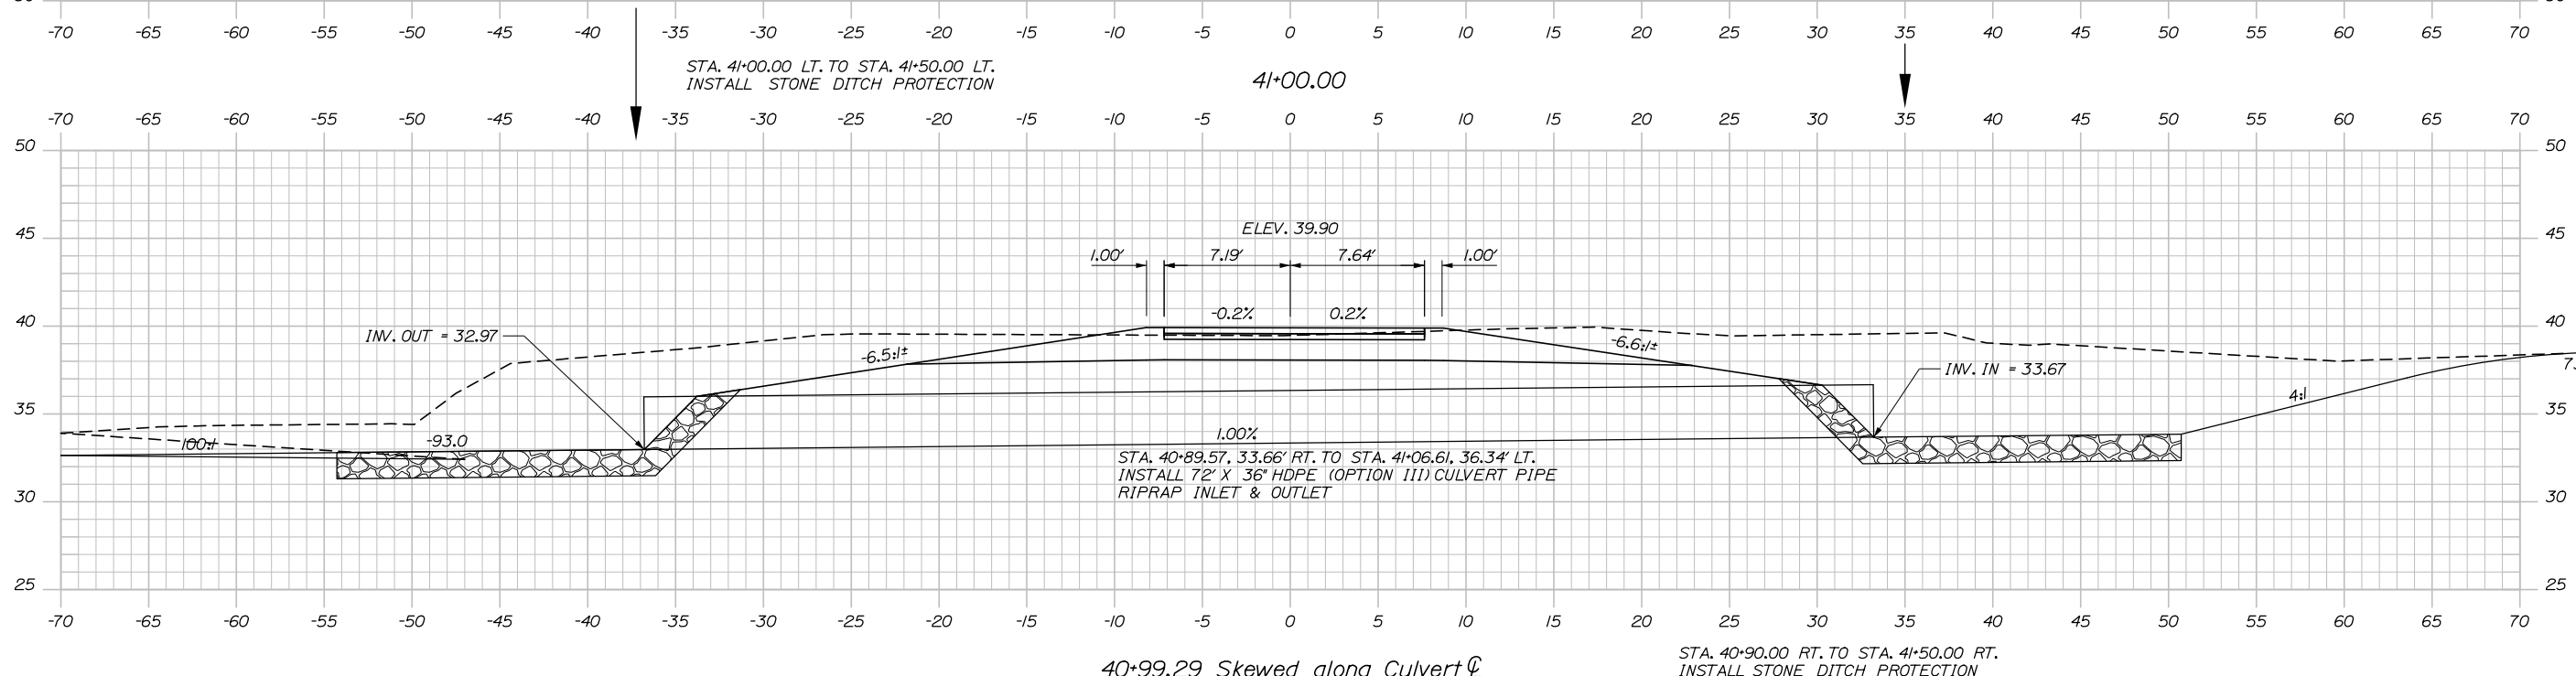 -70 -65 -60 -55 -50 -45 -40 -35 -30 -25 -20 -15 -10 -5 0 5 10 15 20 25 30 35 40 45 50 55 60 65 70
STA. 41+00.00 LT. TO STA. 41+50.00 LT.
INSTALL STONE DITCH PROTECTION
41+00.00
-70 -65 -60 -55 -50 -45 -40 -35 -30 -25 -20 -15 -10 -5 0 5 10 15 20 25 30 35 40 45 50 55 60 65 70
50 50
45 45
ELEV. 39.90
1.00' 7.19' 7.64' 1.00'
40 -0.2% 0.2% 40
INV. OUT = 32.97
-6.5:1± -6.6:1±
INV. IN = 33.67
4:1
35 35
100:1 -93.0 1.00%
STA. 40+89.57, 33.66' RT. TO STA. 41+06.61, 36.34' LT.
INSTALL 72' X 36" HDPE (OPTION III) CULVERT PIPE
RIPRAP INLET & OUTLET
30 30
25 25
-70 -65 -60 -55 -50 -45 -40 -35 -30 -25 -20 -15 -10 -5 0 5 10 15 20 25 30 35 40 45 50 55 60 65 70
40+99.29 Skewed along Culvert ℄
STA. 40+90.00 RT. TO STA. 41+50.00 RT.
INSTALL STONE DITCH PROTECTION